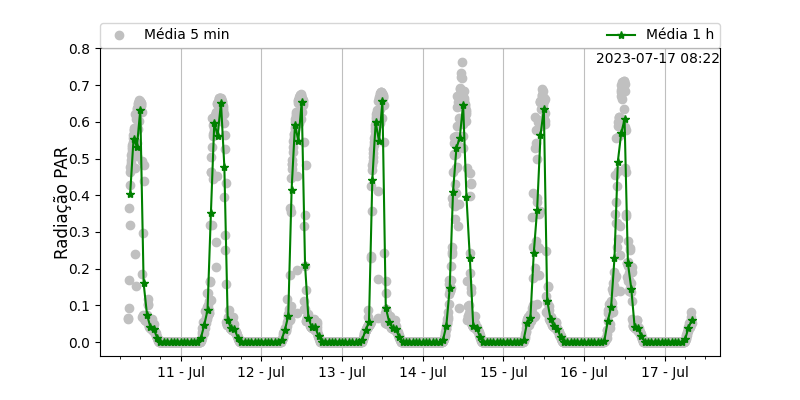 Média 5 min
Média 1 h
2023-07-17 08:22
Radiação PAR
0.8
0.7
0.6
0.5
0.4
0.3
0.2
0.1
0.0
11 - Jul
12 - Jul
13 - Jul
14 - Jul
15 - Jul
16 - Jul
17 - Jul